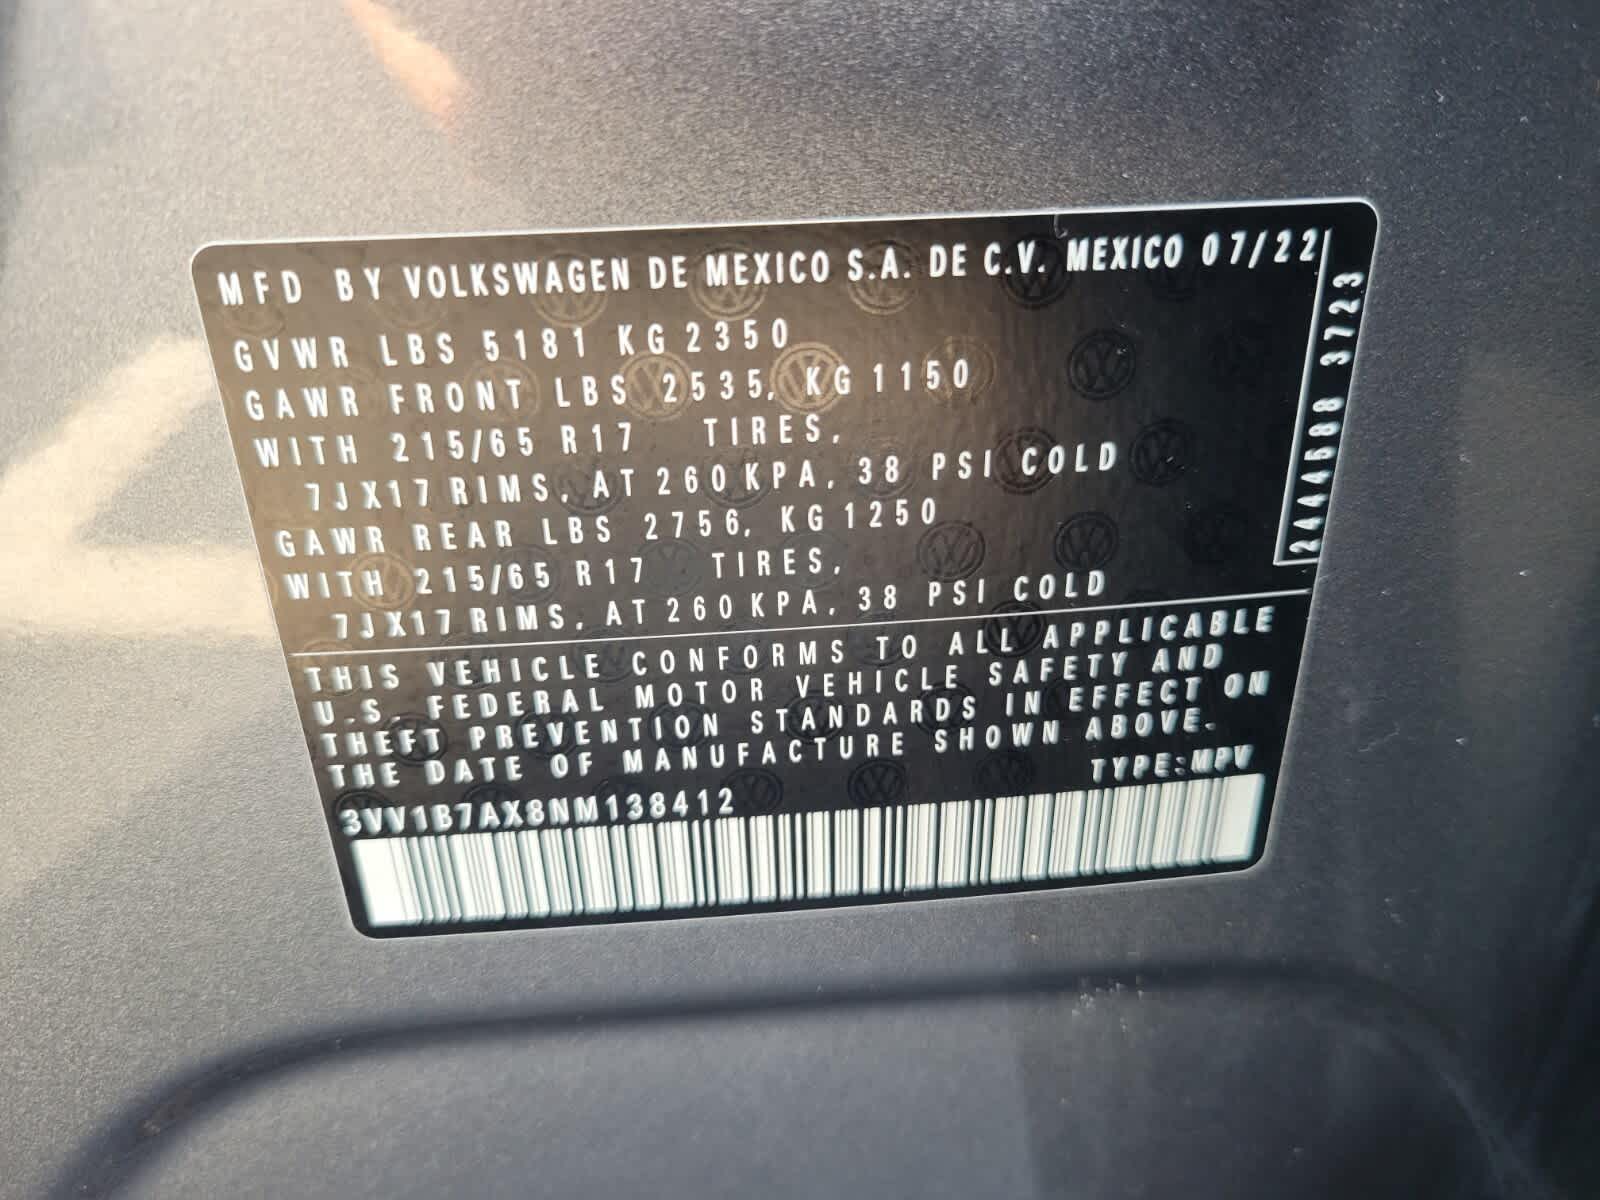 MFD BY VOLKSWAGEN DE MEXICO S.A. DE C.V. MEXICO 07/22
GVWR LBS 5181 KG 2350
GAWR FRONT LBS 2535, KG 1150
WITH 215/65 R17 TIRES,
7JX17 RIMS, AT 260 KPA, 38 PSI COLD
GAWR REAR LBS 2756, KG 1250
WITH 215/65 R17 TIRES,
7JX17 RIMS, AT 260 KPA, 38 PSI COLD
2444588 3723
THIS VEHICLE CONFORMS TO ALL APPLICABLE
U.S. FEDERAL MOTOR VEHICLE SAFETY AND
THEFT PREVENTION STANDARDS IN EFFECT ON
THE DATE OF MANUFACTURE SHOWN ABOVE.
TYPE:MPV
3VV1B7AX8NM138412